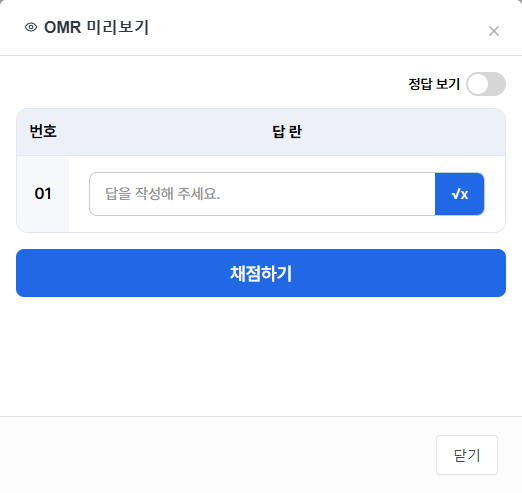 OMR 미리보기
정답 보기
번호 답 란
01 답을 작성해 주세요. √x
채점하기
닫기